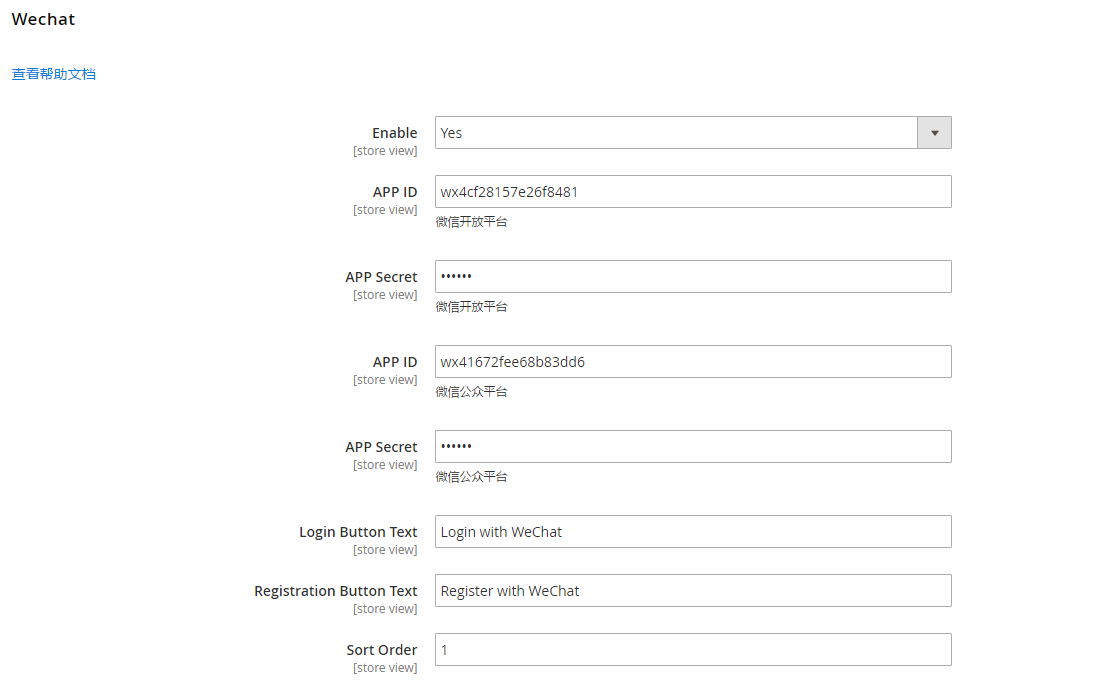 Wechat
查看帮助文档
Enable
Yes
[store view]
APP ID
wx4cf28157e26f8481
[store view]
微信开放平台
APP Secret
••••••
[store view]
微信开放平台
APP ID
wx41672fee68b83dd6
[store view]
微信公众平台
APP Secret
••••••
[store view]
微信公众平台
Login Button Text
Login with WeChat
[store view]
Registration Button Text
Register with WeChat
[store view]
Sort Order
1
[store view]